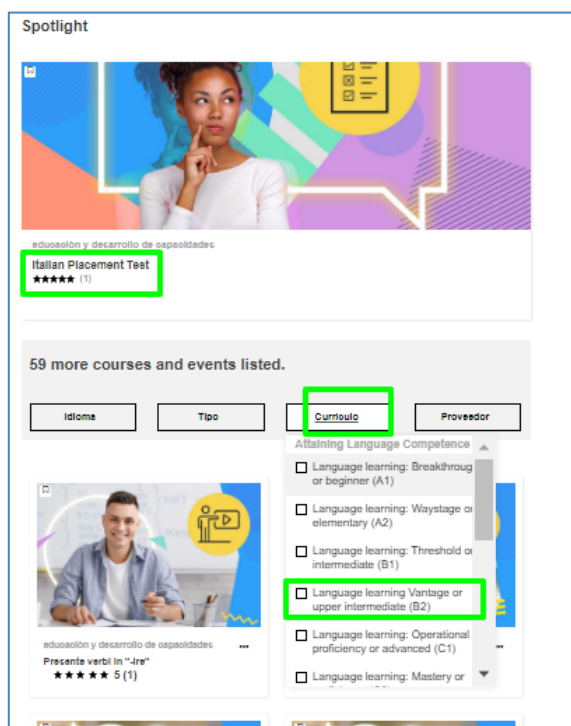 Spotlight
educación y desarrollo de capacidades
Italian Placement Test
★★★★★ (1)
59 more courses and events listed.
Idioma
Tipo
Currículo
Proveedor
Attaining Language Competence
Language learning: Breakthroug
or beginner (A1)
Language learning: Waystage or
elementary (A2)
Language learning: Threshold or
intermediate (B1)
Language learning Vantage or
upper intermediate (B2)
Language learning: Operational
proficiency or advanced (C1)
Language learning: Mastery or
educación y desarrollo de capacidades
Presente verbi in "-ire"
★★★★★ 5 (1)